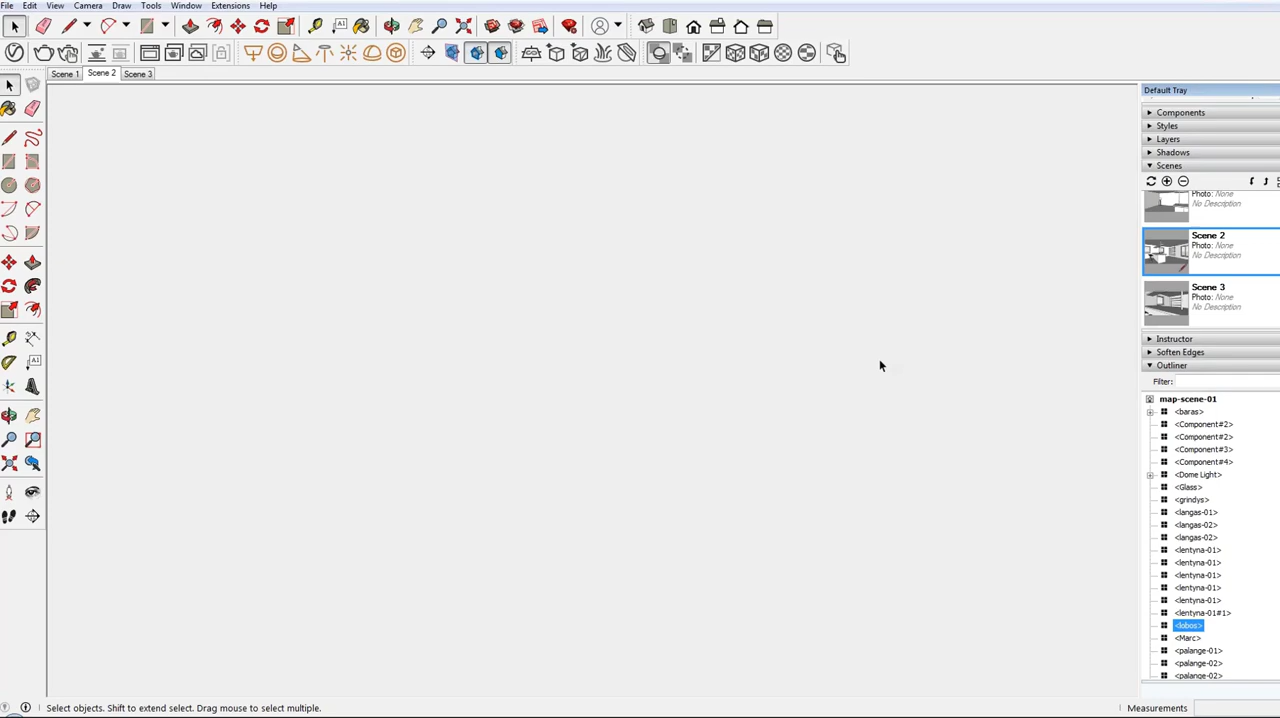 File Edit View Camera Draw Tools Window Extensions Help
Scene 1 Scene 2 Scene 3
Default Tray
Components
Styles
Layers
Shadows
Scenes
Photo: None
No Description
Scene 2
Photo: None
No Description
Scene 3
Photo: None
No Description
Instructor
Soften Edges
Outliner
Filter:
map-scene-01
<baras>
<Component#2>
<Component#2>
<Component#3>
<Component#4>
<Dome Light>
<Glass>
<grindys>
<langas-01>
<langas-02>
<langas-02>
<lentyna-01>
<lentyna-01>
<lentyna-01>
<lentyna-01>
<lentyna-01>
<lentyna-01#1>
<lobos>
<Marc>
<palange-01>
<palange-02>
<palange-02>
Select objects. Shift to extend select. Drag mouse to select multiple.
Measurements